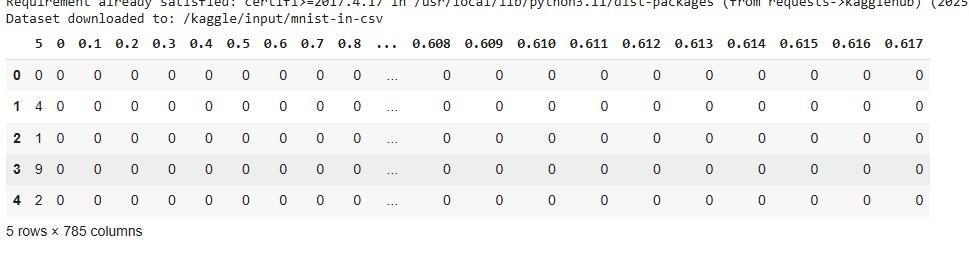 Requirement already satisfied: certifi>=2017.4.17 in /usr/local/lib/python3.11/dist-packages (from requests->kagglehub) (2025
Dataset downloaded to: /kaggle/input/mnist-in-csv
5 0 0.1 0.2 0.3 0.4 0.5 0.6 0.7 0.8 ... 0.608 0.609 0.610 0.611 0.612 0.613 0.614 0.615 0.616 0.617
0 0 0 0 0 0 0 0 0 0 0 ... 0 0 0 0 0 0 0 0 0 0
1 4 0 0 0 0 0 0 0 0 0 ... 0 0 0 0 0 0 0 0 0 0
2 1 0 0 0 0 0 0 0 0 0 ... 0 0 0 0 0 0 0 0 0 0
3 9 0 0 0 0 0 0 0 0 0 ... 0 0 0 0 0 0 0 0 0 0
4 2 0 0 0 0 0 0 0 0 0 ... 0 0 0 0 0 0 0 0 0 0
5 rows × 785 columns